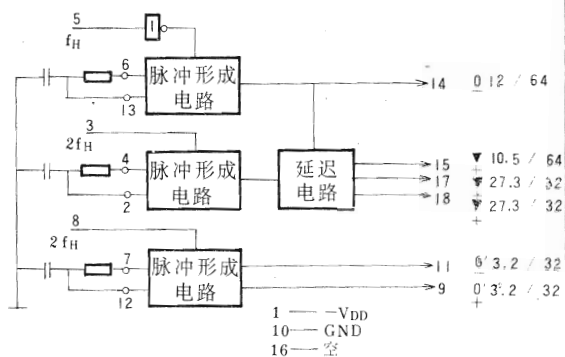 5
1
fH
6
脉冲形成
电路
13
14
0 12 / 64
3
2fH
4
脉冲形成
电路
2
延迟
电路
15
▼ 10.5 / 64
+
17
▼ 27.3 / 32
18
▼ 27.3 / 32
+
8
2fH
7
脉冲形成
电路
12
11
3.2 / 32
9
0' 3.2 / 32
+
1 — -VDD
10 — GND
16 — 空